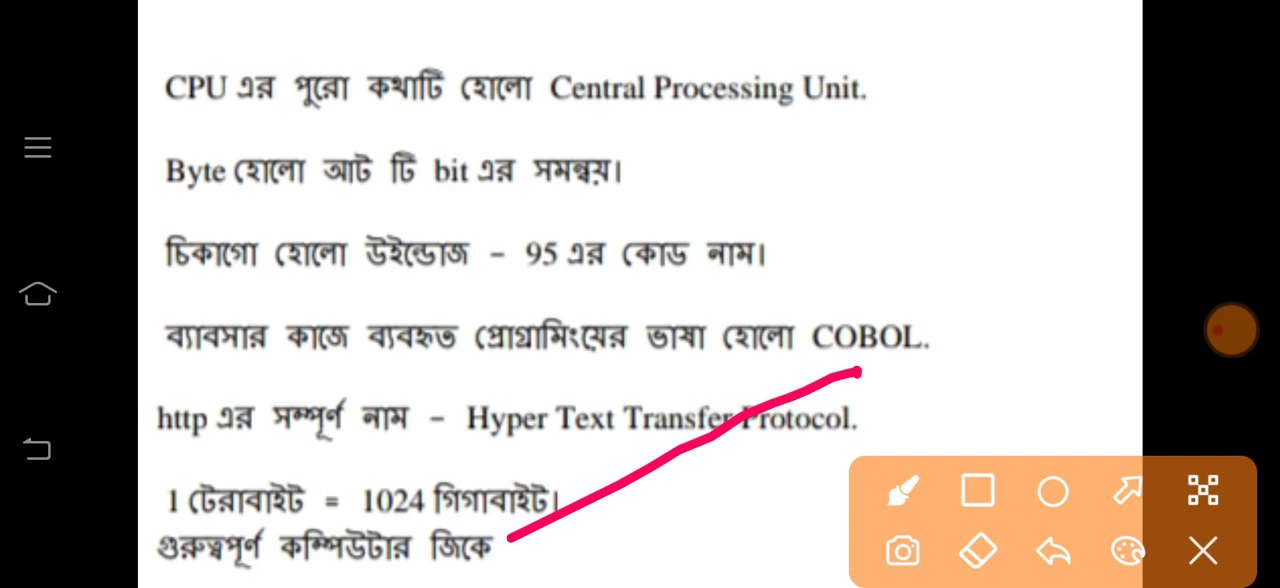 CPU এর পুরো কথাটি হোলো Central Processing Unit.
Byte হোলো আট টি bit এর সমন্বয়।
চিকাগো হোলো উইন্ডোজ – 95 এর কোড নাম।
ব্যাবসার কাজে ব্যবহৃত প্রোগ্রামিংয়ের ভাষা হোলো COBOL.
http এর সম্পূর্ণ নাম – Hyper Text Transfer Protocol.
1 টেরাবাইট = 1024 গিগাবাইট।
গুরুত্বপূর্ণ কম্পিউটার জিকে